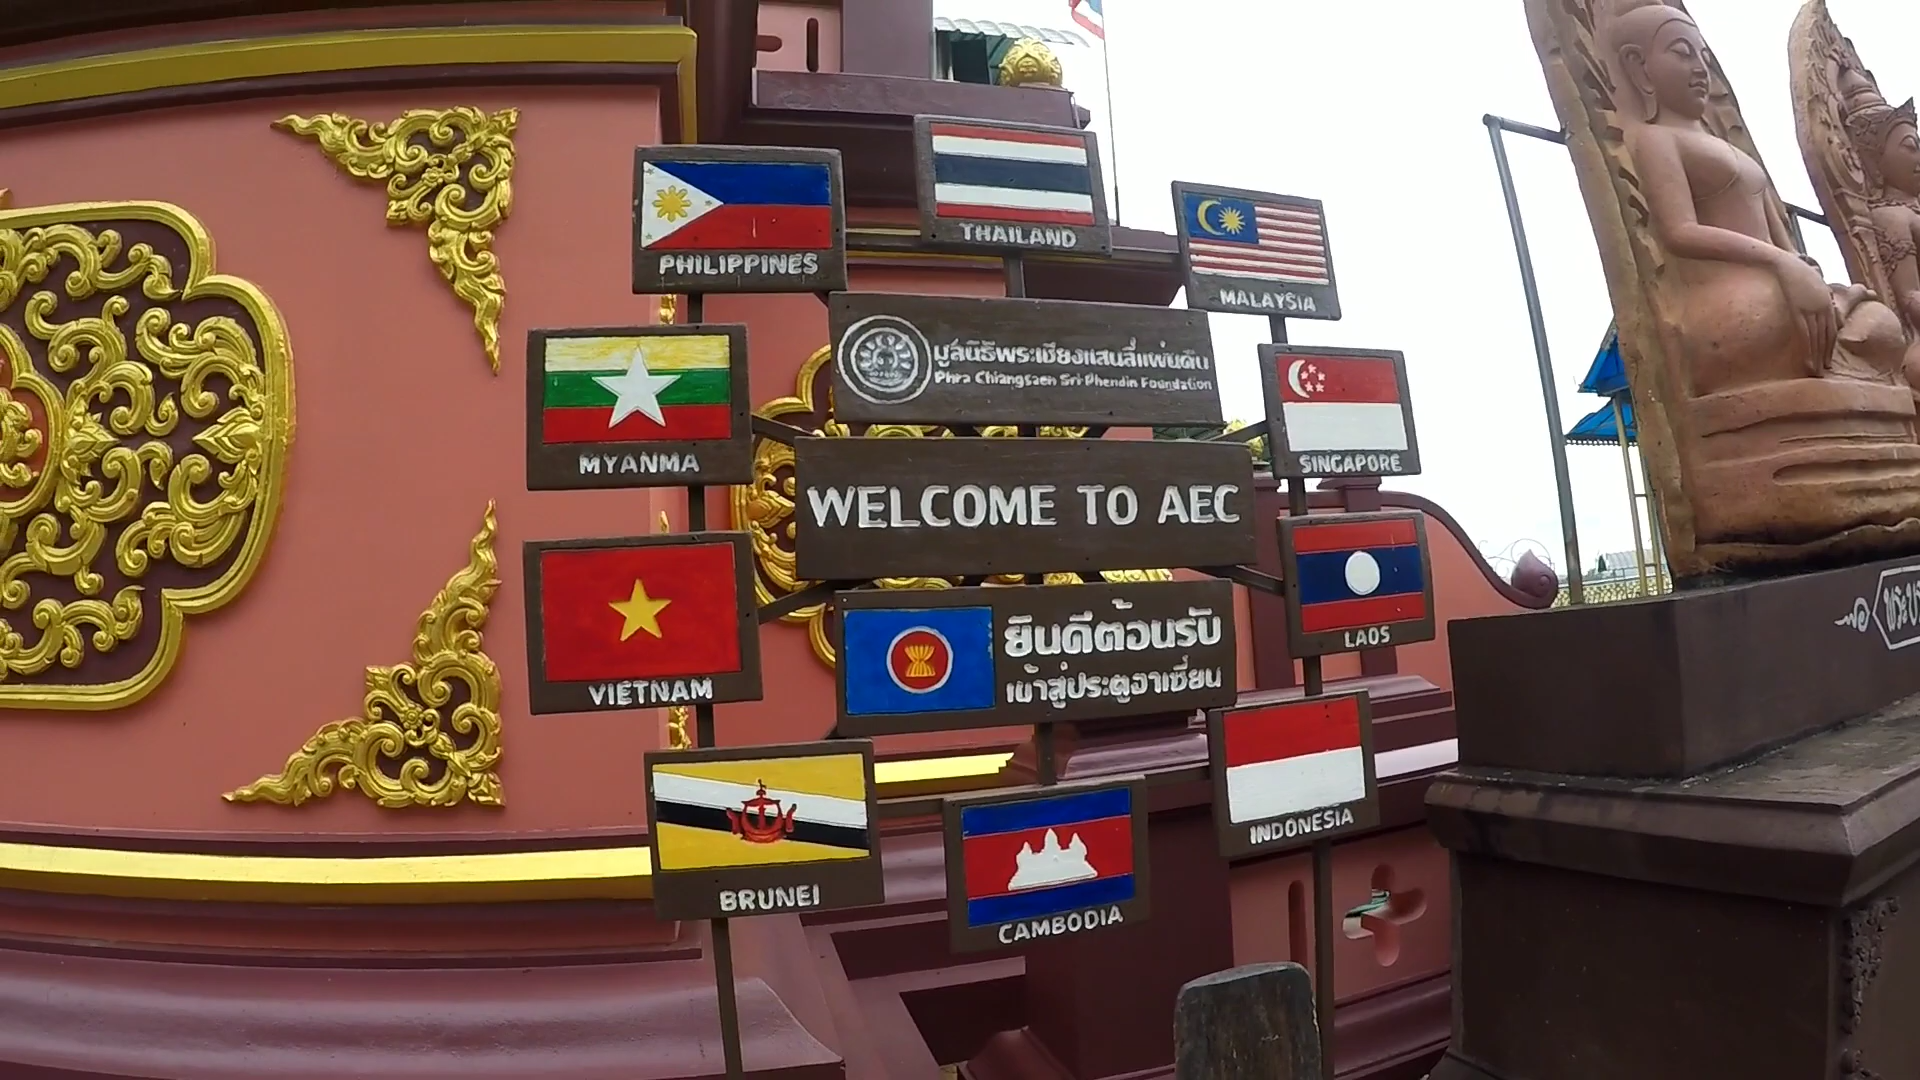 THAILAND
PHILIPPINES
MALAYSIA
มูลนิธิพระเชียงแสนสี่แผ่นดิน
Phra Chiangsaen Sri Phendin Foundation
MYANMA
SINGAPORE
WELCOME TO AEC
ยินดีต้อนรับ
เข้าสู่ประตูอาเซี่ยน
LAOS
VIETNAM
INDONESIA
BRUNEI
CAMBODIA